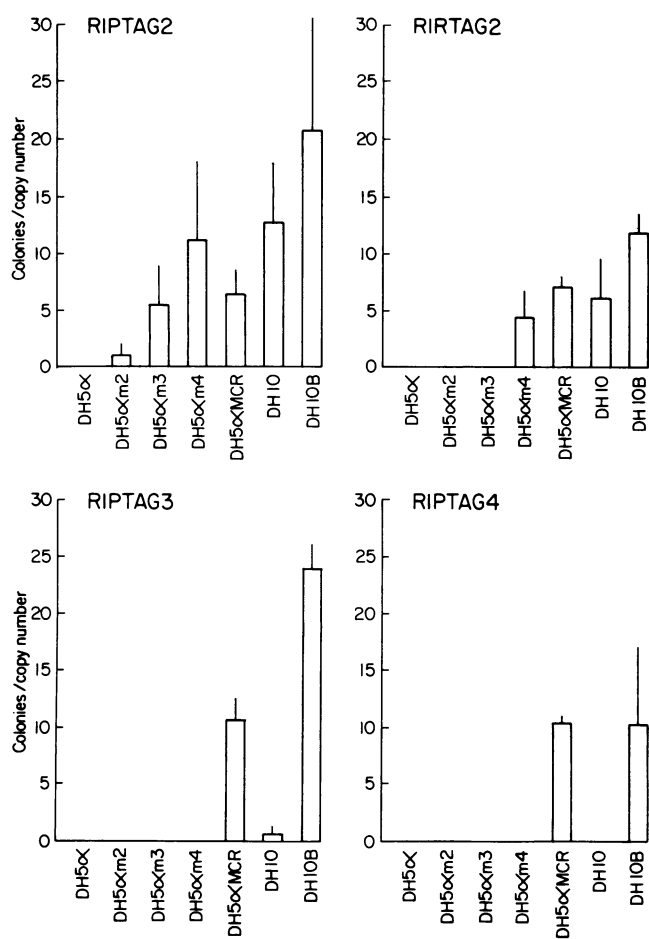 RIPTAG2
30
25
20
15
10
5
0
Colonies/copy number
DH5α
DH5αm2
DH5αm3
DH5αm4
DH5αMCR
DH10
DH10B
RIRTAG2
30
25
20
15
10
5
0
DH5α
DH5αm2
DH5αm3
DH5αm4
DH5αMCR
DH10
DH10B
RIPTAG3
30
25
20
15
10
5
0
Colonies/copy number
DH5α
DH5αm2
DH5αm3
DH5αm4
DH5αMCR
DH10
DH10B
RIPTAG4
30
25
20
15
10
5
0
DH5α
DH5αm2
DH5αm3
DH5αm4
DH5αMCR
DH10
DH10B